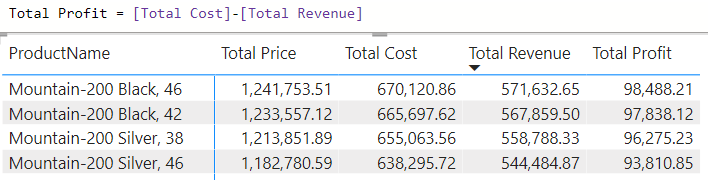 Total Profit = [Total Cost]-[Total Revenue]
ProductName Total Price Total Cost Total Revenue Total Profit
Mountain-200 Black, 46 1,241,753.51 670,120.86 571,632.65 98,488.21
Mountain-200 Black, 42 1,233,557.12 665,697.62 567,859.50 97,838.12
Mountain-200 Silver, 38 1,213,851.89 655,063.56 558,788.33 96,275.23
Mountain-200 Silver, 46 1,182,780.59 638,295.72 544,484.87 93,810.85